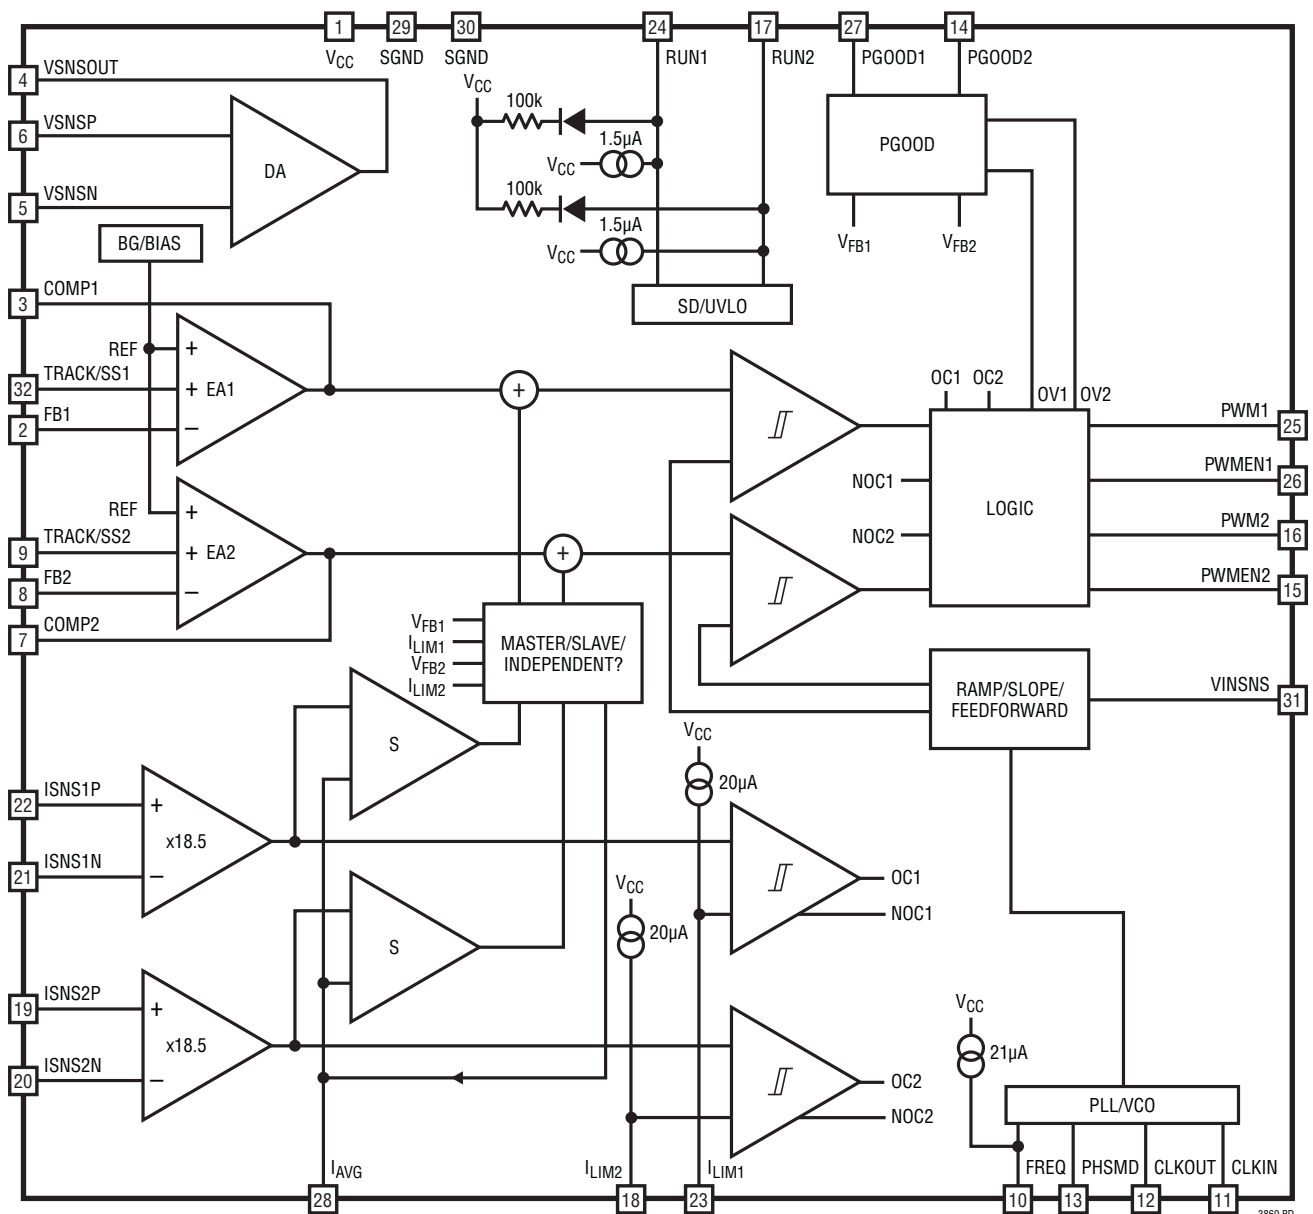 1
29
30
24
17
27
14
VCC
SGND
SGND
RUN1
RUN2
PGOOD1
PGOOD2
4
VSNSOUT
6
VSNSP
5
VSNSN
DA
BG/BIAS
VCC
100k
1.5µA
VCC
100k
1.5µA
VCC
SD/UVLO
PGOOD
VFB1
VFB2
3
COMP1
REF
+
32
TRACK/SS1
+ EA1
2
FB1
−
REF
+
9
TRACK/SS2
+ EA2
8
FB2
−
7
COMP2
+
+
OC1
OC2
OV1
OV2
NOC1
NOC2
LOGIC
PWM1
25
PWMEN1
26
PWM2
16
PWMEN2
15
VFB1
ILIM1
VFB2
ILIM2
MASTER/SLAVE/
INDEPENDENT?
RAMP/SLOPE/
FEEDFORWARD
VINSNS
31
S
22
ISNS1P
+
x18.5
21
ISNS1N
−
VCC
20µA
OC1
NOC1
S
VCC
20µA
19
ISNS2P
+
x18.5
20
ISNS2N
−
OC2
NOC2
VCC
21µA
PLL/VCO
IAVG
ILIM2
ILIM1
FREQ
PHSMD
CLKOUT
CLKIN
28
18
23
10
13
12
11
3860 BD